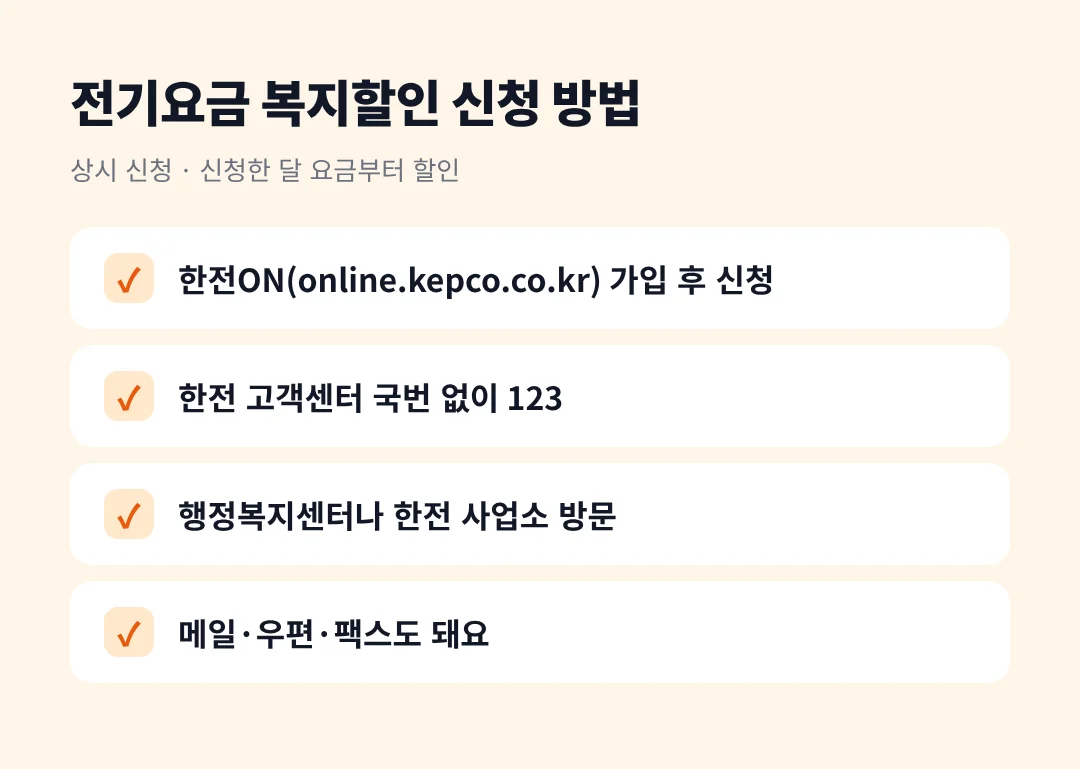 전기요금 복지할인 신청 방법
상시 신청 · 신청한 달 요금부터 할인
✓ 한전ON(online.kepco.co.kr) 가입 후 신청
✓ 한전 고객센터 국번 없이 123
✓ 행정복지센터나 한전 사업소 방문
✓ 메일·우편·팩스도 돼요